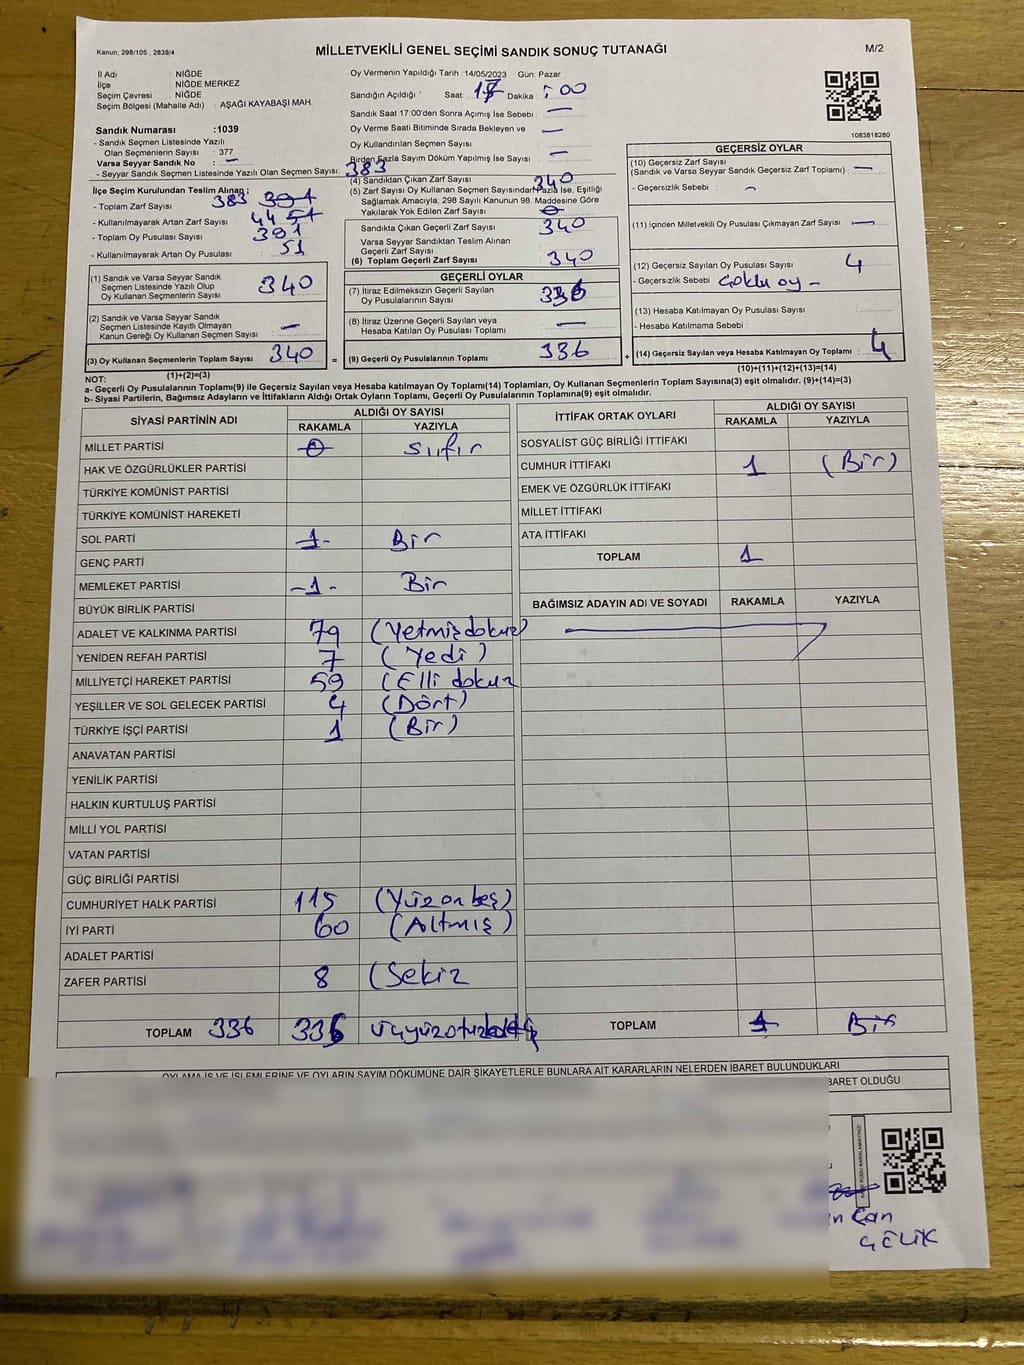 Kanun; 298/105 , 2839/4
MİLLETVEKİLİ GENEL SEÇİMİ SANDIK SONUÇ TUTANAĞI
M/2
İl Adı : NİĞDE
İlçe : NİĞDE MERKEZ
Seçim Çevresi : NİĞDE
Seçim Bölgesi (Mahalle Adı) : AŞAĞI KAYABAŞI MAH.
Sandık Numarası :1039
- Sandık Seçmen Listesinde Yazılı
Olan Seçmenlerin Sayısı : 377
Varsa Seyyar Sandık No : —
- Seyyar Sandık Seçmen Listesinde Yazılı Olan Seçmen Sayısı: 383
İlçe Seçim Kurulundan Teslim Alınan ;
- Toplam Zarf Sayısı : 383 391
- Kullanılmayarak Artan Zarf Sayısı : 44 51
- Toplam Oy Pusulası Sayısı : 391
- Kullanılmayarak Artan Oy Pusulası : 51
(1) Sandık ve Varsa Seyyar Sandık
Seçmen Listesinde Yazılı Olup
Oy Kullanan Seçmenlerin Sayısı : 340
(2) Sandık ve Varsa Seyyar Sandık
Seçmen Listesinde Kayıtlı Olmayan
Kanun Gereği Oy Kullanan Seçmen Sayısı : —
(3) Oy Kullanan Seçmenlerin Toplam Sayısı : 340 =
(1)+(2)=(3)
Oy Vermenin Yapıldığı Tarih :14/05/2023 Gün: Pazar
Sandığın Açıldığı Saat: 17 Dakika : 00
Sandık Saat 17:00'den Sonra Açımış İse Sebebi : —
Oy Verme Saati Bitiminde Sırada Bekleyen ve
Oy Kullandırılan Seçmen Sayısı : —
Birden Fazla Sayım Döküm Yapılmış İse Sayısı : —
(4) Sandıktan Çıkan Zarf Sayısı : 340
(5) Zarf Sayısı Oy Kullanan Seçmen Sayısından Fazla İse, Eşitliği
Sağlamak Amacıyla, 298 Sayılı Kanunun 98. Maddesine Göre
Yakılarak Yok Edilen Zarf Sayısı : 0
Sandıkta Çıkan Geçerli Zarf Sayısı : 340
Varsa Seyyar Sandıktan Teslim Alınan
Geçerli Zarf Sayısı
(6) Toplam Geçerli Zarf Sayısı : 340
GEÇERLİ OYLAR
(7) İtiraz Edilmeksizin Geçerli Sayılan
Oy Pusulalarının Sayısı : 336
(8) İtiraz Üzerine Geçerli Sayılan veya
Hesaba Katılan Oy Pusulası Toplamı : —
(9) Geçerli Oy Pusulalarının Toplamı : 336 +
1083818260
GEÇERSİZ OYLAR
(10) Geçersiz Zarf Sayısı
(Sandık ve Varsa Seyyar Sandık Geçersiz Zarf Toplamı) : —
- Geçersizlik Sebebi : -
(11) İçinden Milletvekili Oy Pusulası Çıkmayan Zarf Sayısı : —
(12) Geçersiz Sayılan Oy Pusulası Sayısı : 4
- Geçersizlik Sebebi : Çoklu oy -
(13) Hesaba Katılmayan Oy Pusulası Sayısı :
- Hesaba Katılmama Sebebi :
(14) Geçersiz Sayılan veya Hesaba Katılmayan Oy Toplamı : 4
(10)+(11)+(12)+(13)=(14)
NOT:
a- Geçerli Oy Pusulalarının Toplamı(9) ile Geçersiz Sayılan veya Hesaba Katılmayan Oy Toplamı(14) Toplamları, Oy Kullanan Seçmenlerin Toplam Sayısına(3) eşit olmalıdır. (9)+(14)=(3)
b- Siyasi Partilerin, Bağımsız Adayların ve İttifakların Aldığı Ortak Oyların Toplamı, Geçerli Oy Pusulalarının Toplamına(9) eşit olmalıdır.
SİYASİ PARTİNİN ADI ALDIĞI OY SAYISI
RAKAMLA YAZIYLA
MİLLET PARTİSİ 0 Sıfır
HAK VE ÖZGÜRLÜKLER PARTİSİ
TÜRKİYE KOMÜNİST PARTİSİ
TÜRKİYE KOMÜNİST HAREKETİ
SOL PARTİ -1- Bir
GENÇ PARTİ
MEMLEKET PARTİSİ -1- Bir
BÜYÜK BİRLİK PARTİSİ
ADALET VE KALKINMA PARTİSİ 79 (Yetmiş dokuz)
YENİDEN REFAH PARTİSİ 7 (Yedi)
MİLLİYETÇİ HAREKET PARTİSİ 59 (Elli dokuz
YEŞİLLER VE SOL GELECEK PARTİSİ 4 (Dört)
TÜRKİYE İŞÇİ PARTİSİ 1 (Bir)
ANAVATAN PARTİSİ
YENİLİK PARTİSİ
HALKIN KURTULUŞ PARTİSİ
MİLLİ YOL PARTİSİ
VATAN PARTİSİ
GÜÇ BİRLİĞİ PARTİSİ
CUMHURİYET HALK PARTİSİ 115 (Yüz on beş)
İYİ PARTİ 60 (Altmış)
ADALET PARTİSİ
ZAFER PARTİSİ 8 (Sekiz
TOPLAM 336 336
İTTİFAK ORTAK OYLARI ALDIĞI OY SAYISI
RAKAMLA YAZIYLA
SOSYALİST GÜÇ BİRLİĞİ İTTİFAKI
CUMHUR İTTİFAKI 1 (Bir)
EMEK VE ÖZGÜRLÜK İTTİFAKI
MİLLET İTTİFAKI
ATA İTTİFAKI
TOPLAM 1
BAĞIMSIZ ADAYIN ADI VE SOYADI RAKAMLA YAZIYLA
TOPLAM 1 Bir
OYLAMA İŞ VE İŞLEMLERİNE VE OYLARIN SAYIM DÖKÜMÜNE DAİR ŞİKAYETLERLE BUNLARA AİT KARARLARIN NELERDEN İBARET BULUNDUKLARI
BARET OLDUĞU
n Can
ÇELİK